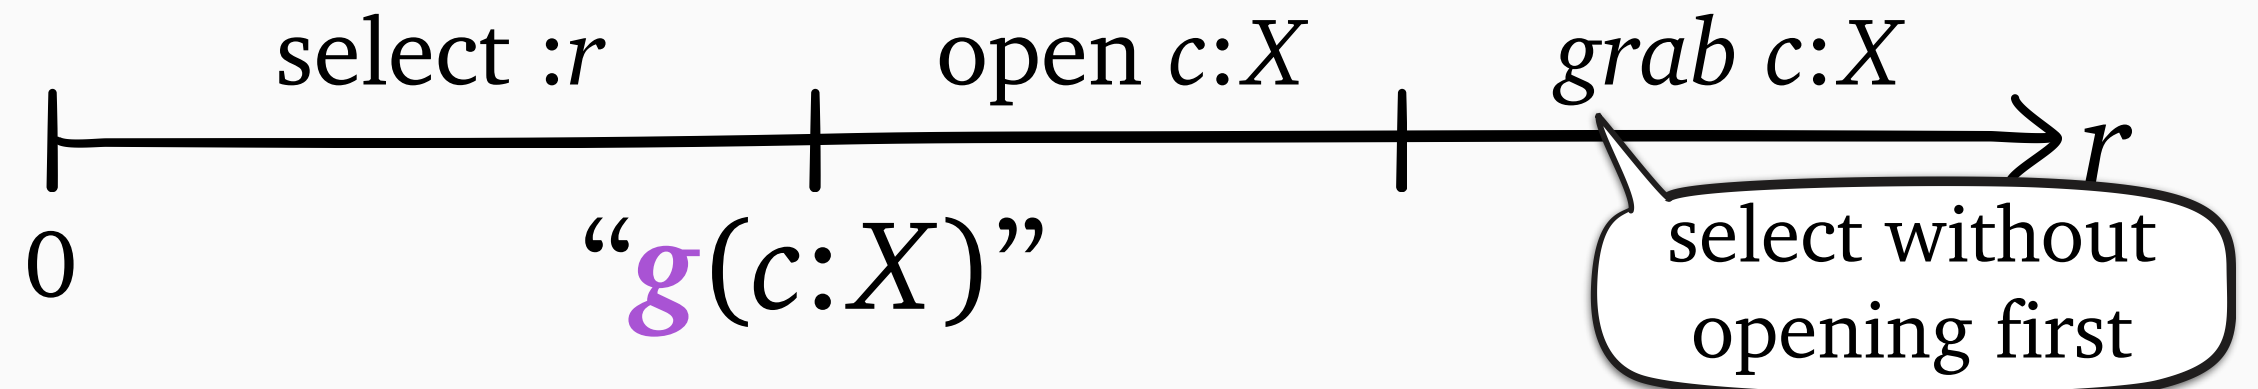 select :r open c:X grab c:X
r
0 “g(c:X)”
select without
opening first